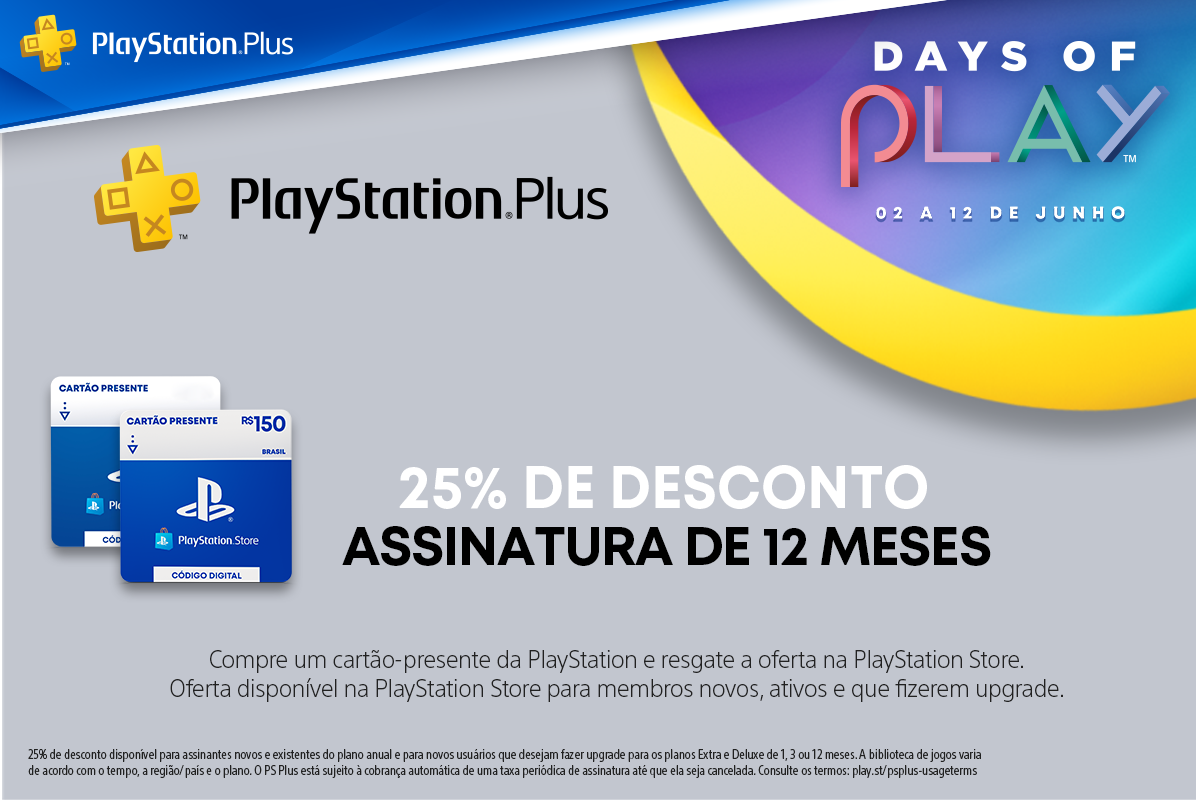 PlayStation®Plus
DAYS OF
PLAY™
02 A 12 DE JUNHO
PlayStation®Plus
CARTÃO PRESENTE
CARTÃO PRESENTE R$150
BRASIL
PlayStation Store
CÓDIGO DIGITAL
25% DE DESCONTO
ASSINATURA DE 12 MESES
Compre um cartão-presente da PlayStation e resgate a oferta na PlayStation Store.
Oferta disponível na PlayStation Store para membros novos, ativos e que fizerem upgrade.
25% de desconto disponível para assinantes novos e existentes do plano anual e para novos usuários que desejam fazer upgrade para os planos Extra e Deluxe de 1, 3 ou 12 meses. A biblioteca de jogos varia
de acordo com o tempo, a região/país e o plano. O PS Plus está sujeito à cobrança automática de uma taxa periódica de assinatura até que ela seja cancelada. Consulte os termos: play.st/psplus-usageterms